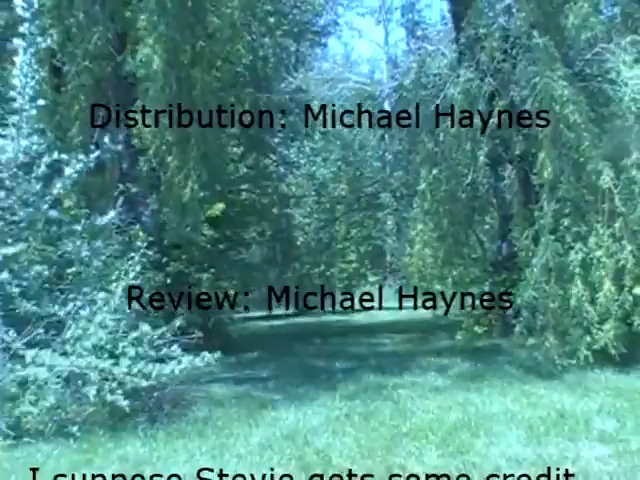 Distribution: Michael Haynes
Review: Michael Haynes
I suppose Stevie gets some credit